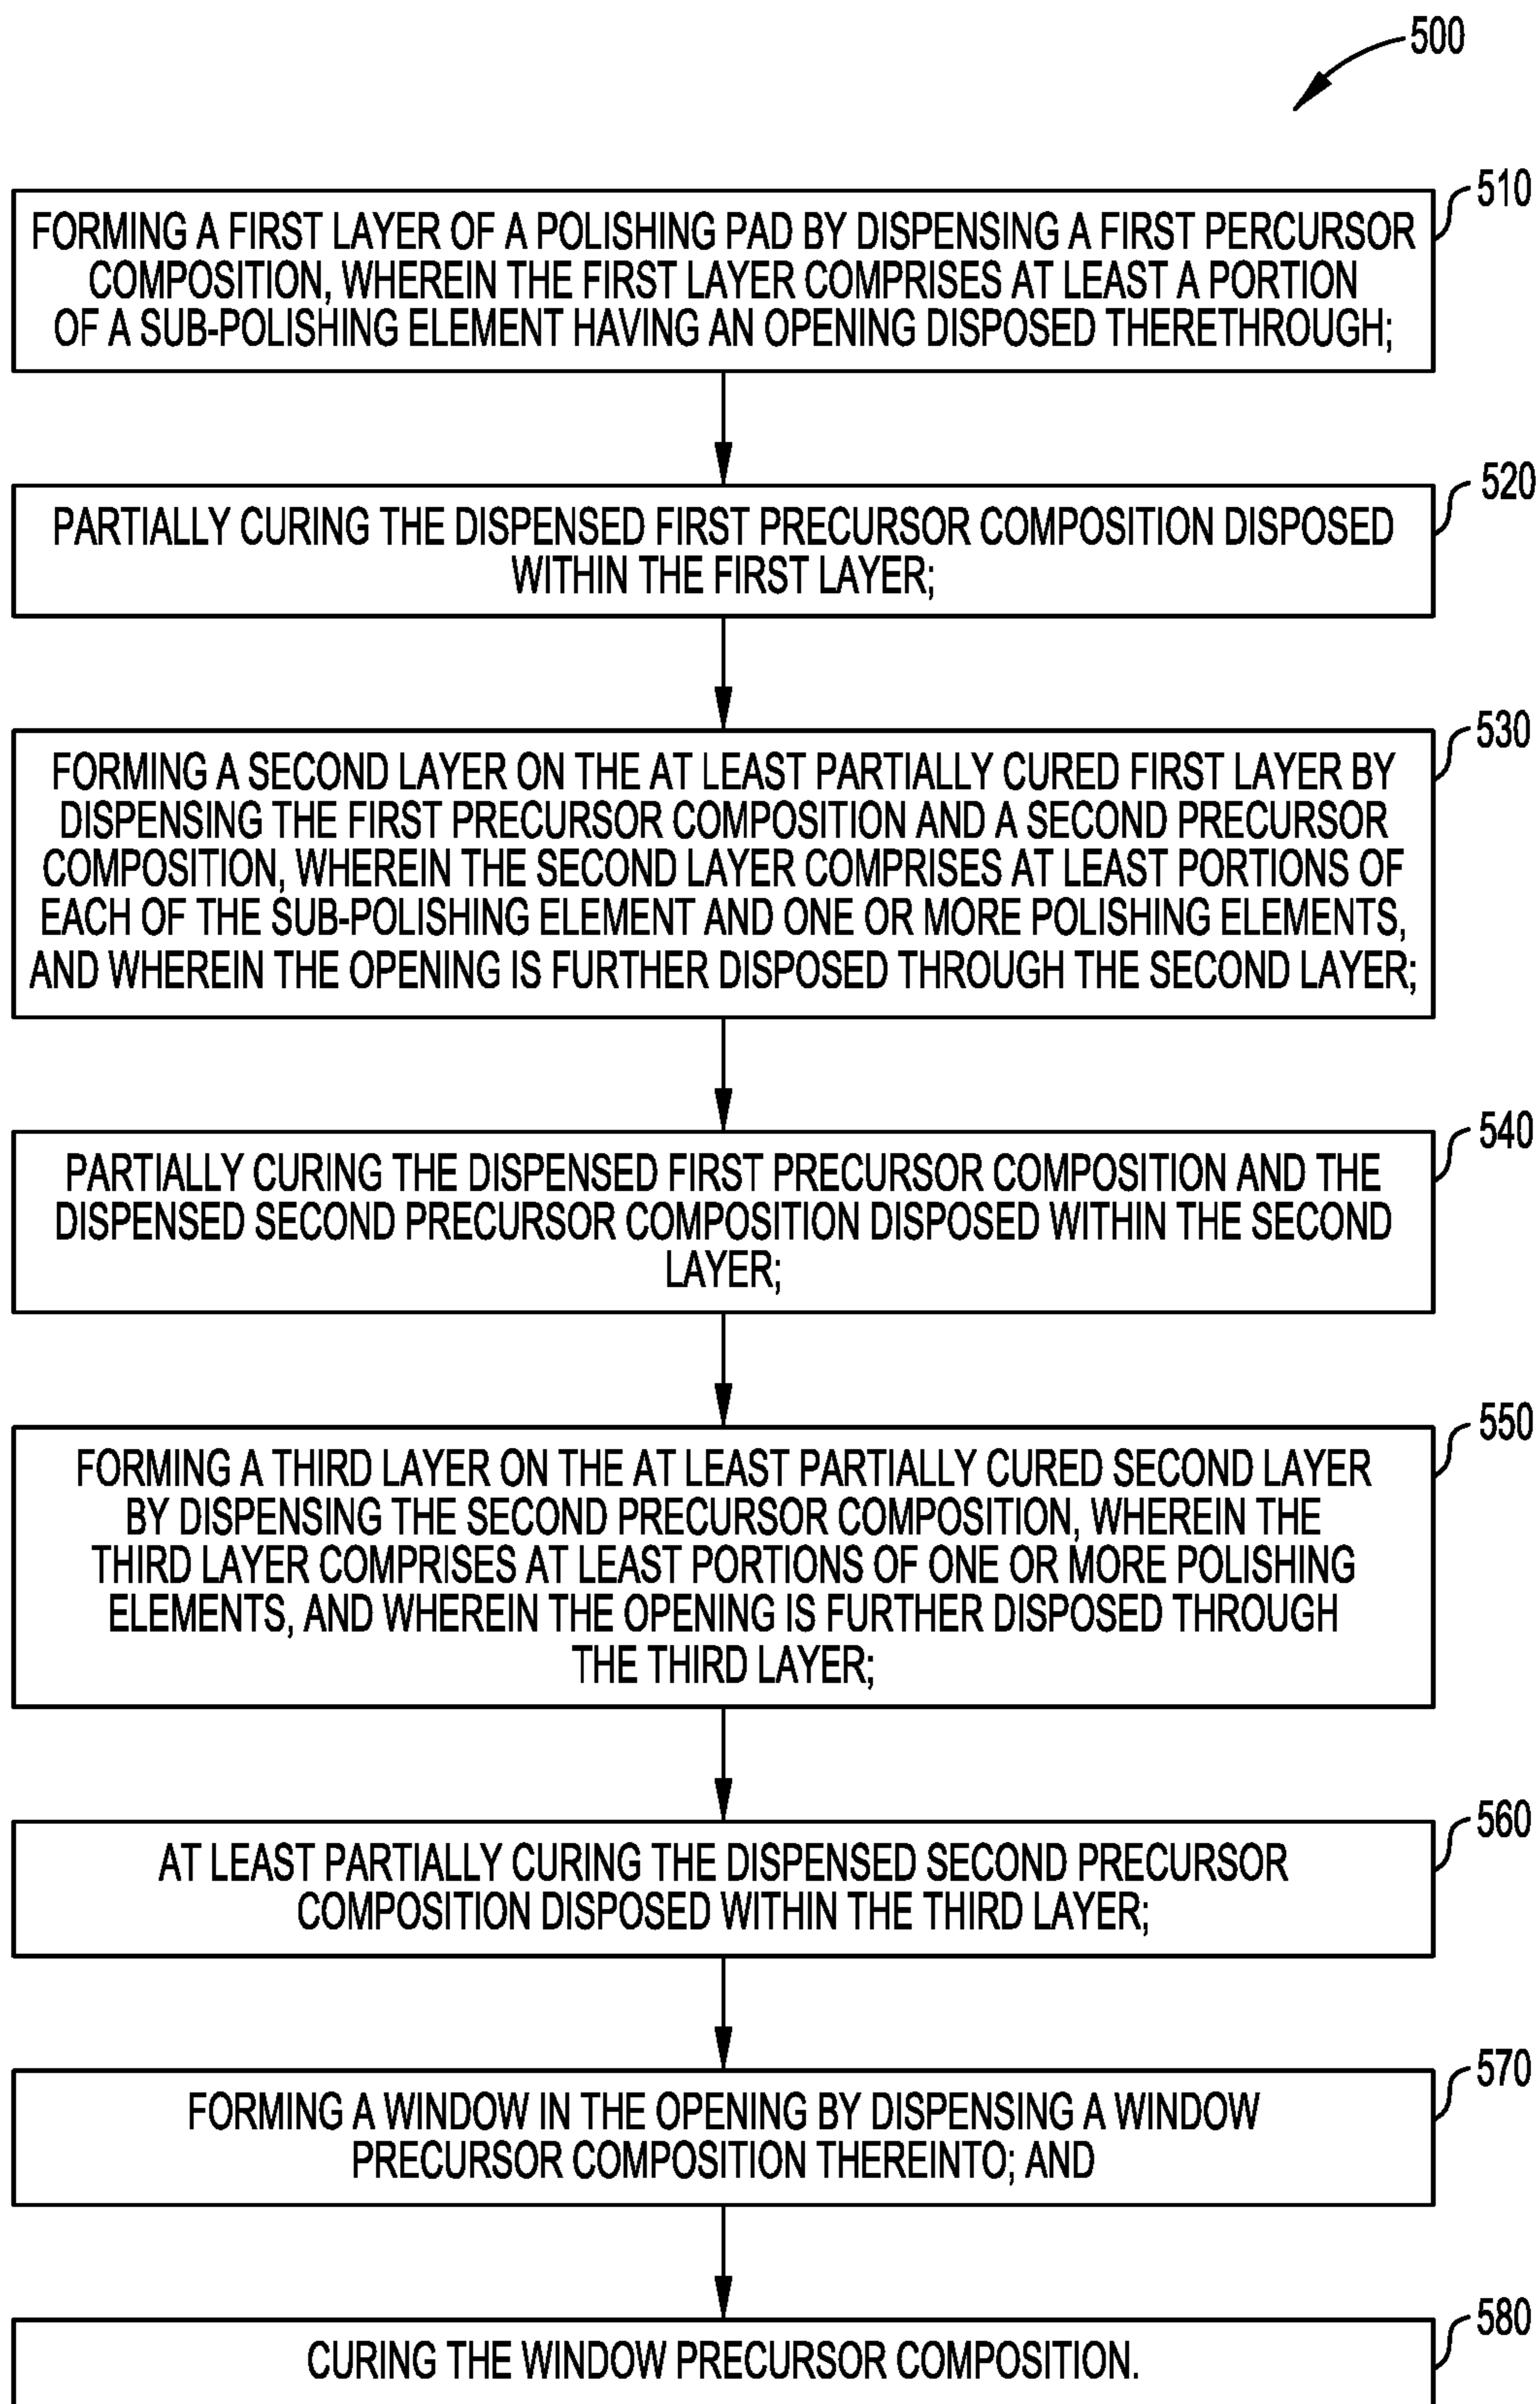 500
510
FORMING A FIRST LAYER OF A POLISHING PAD BY DISPENSING A FIRST PERCURSOR
COMPOSITION, WHEREIN THE FIRST LAYER COMPRISES AT LEAST A PORTION
OF A SUB-POLISHING ELEMENT HAVING AN OPENING DISPOSED THERETHROUGH;
520
PARTIALLY CURING THE DISPENSED FIRST PRECURSOR COMPOSITION DISPOSED
WITHIN THE FIRST LAYER;
530
FORMING A SECOND LAYER ON THE AT LEAST PARTIALLY CURED FIRST LAYER BY
DISPENSING THE FIRST PRECURSOR COMPOSITION AND A SECOND PRECURSOR
COMPOSITION, WHEREIN THE SECOND LAYER COMPRISES AT LEAST PORTIONS OF
EACH OF THE SUB-POLISHING ELEMENT AND ONE OR MORE POLISHING ELEMENTS,
AND WHEREIN THE OPENING IS FURTHER DISPOSED THROUGH THE SECOND LAYER;
540
PARTIALLY CURING THE DISPENSED FIRST PRECURSOR COMPOSITION AND THE
DISPENSED SECOND PRECURSOR COMPOSITION DISPOSED WITHIN THE SECOND
LAYER;
550
FORMING A THIRD LAYER ON THE AT LEAST PARTIALLY CURED SECOND LAYER
BY DISPENSING THE SECOND PRECURSOR COMPOSITION, WHEREIN THE
THIRD LAYER COMPRISES AT LEAST PORTIONS OF ONE OR MORE POLISHING
ELEMENTS, AND WHEREIN THE OPENING IS FURTHER DISPOSED THROUGH
THE THIRD LAYER;
560
AT LEAST PARTIALLY CURING THE DISPENSED SECOND PRECURSOR
COMPOSITION DISPOSED WITHIN THE THIRD LAYER;
570
FORMING A WINDOW IN THE OPENING BY DISPENSING A WINDOW
PRECURSOR COMPOSITION THEREINTO; AND
580
CURING THE WINDOW PRECURSOR COMPOSITION.